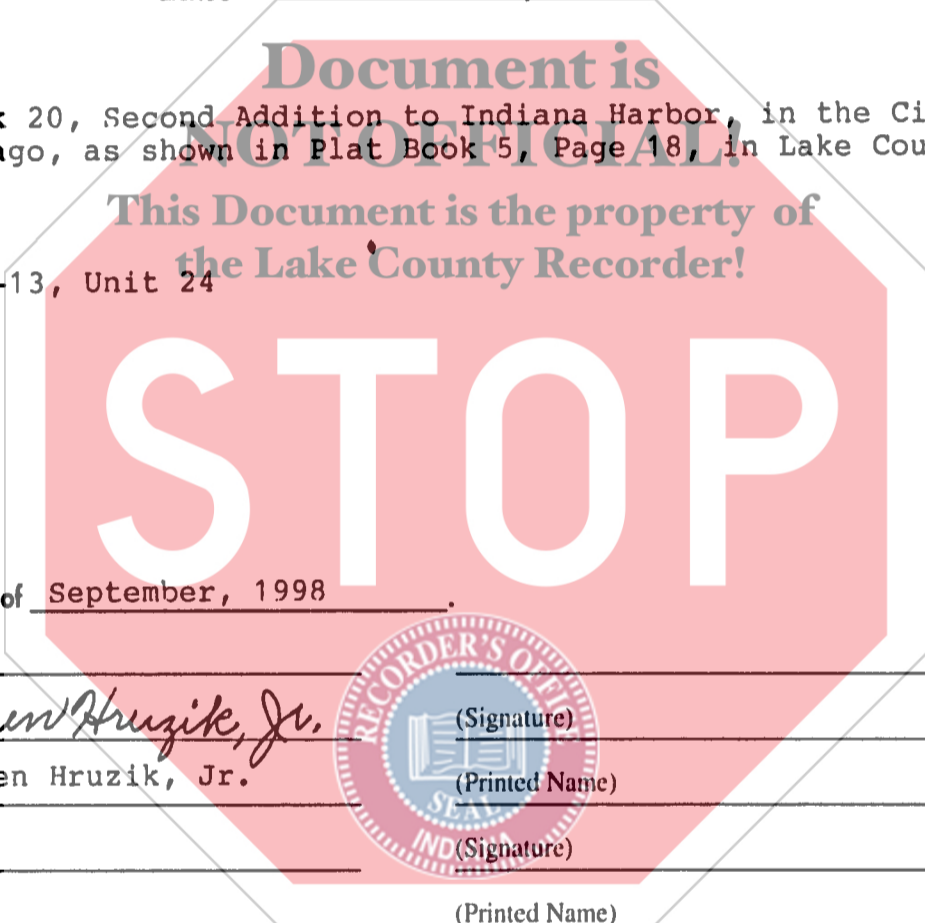 Document is
20, Second Addition to Indiana Harbor, in the Ci
NOT OFFICIAL!
ago, as shown in Plat Book 5, Page 18, in Lake Cou
This Document is the property of
the Lake County Recorder!
-13, Unit 24
STOP
of September, 1998.
en Hruzik, Jr.
(Signature)
en Hruzik, Jr.
(Printed Name)
RECORDER'S OFFICE
SEAL
INDIANA
(Signature)
(Printed Name)